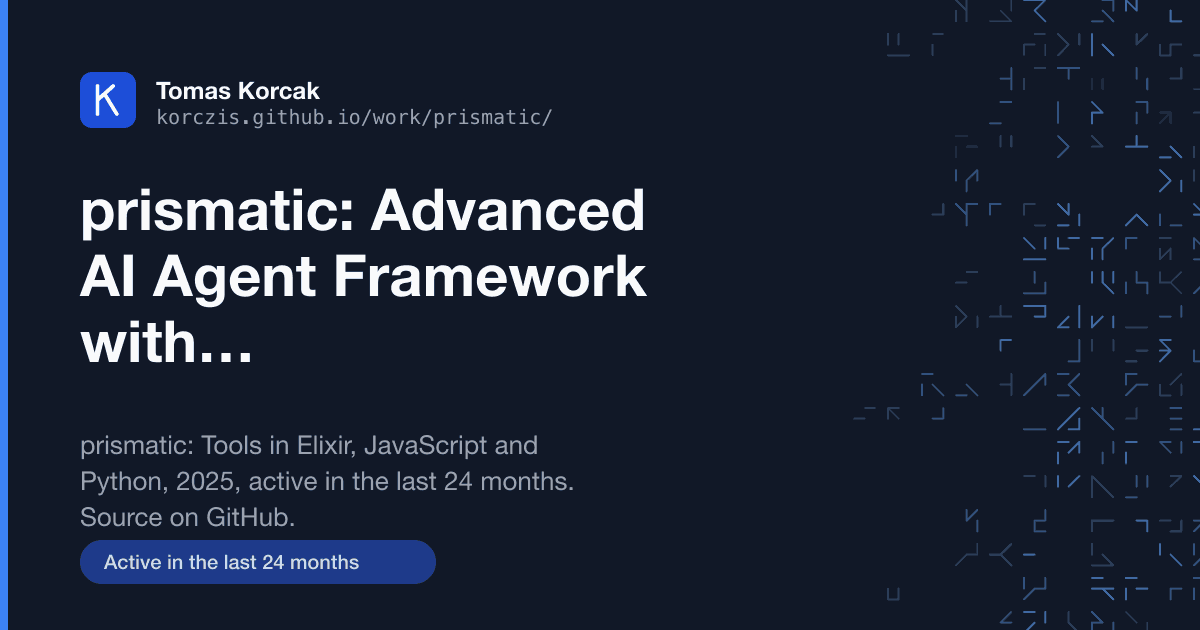 K
Tomas Korcak
korczis.github.io/work/prismatic/
prismatic: Advanced
AI Agent Framework
with...
prismatic: Tools in Elixir, JavaScript and
Python, 2025, active in the last 24 months.
Source on GitHub.
Active in the last 24 months